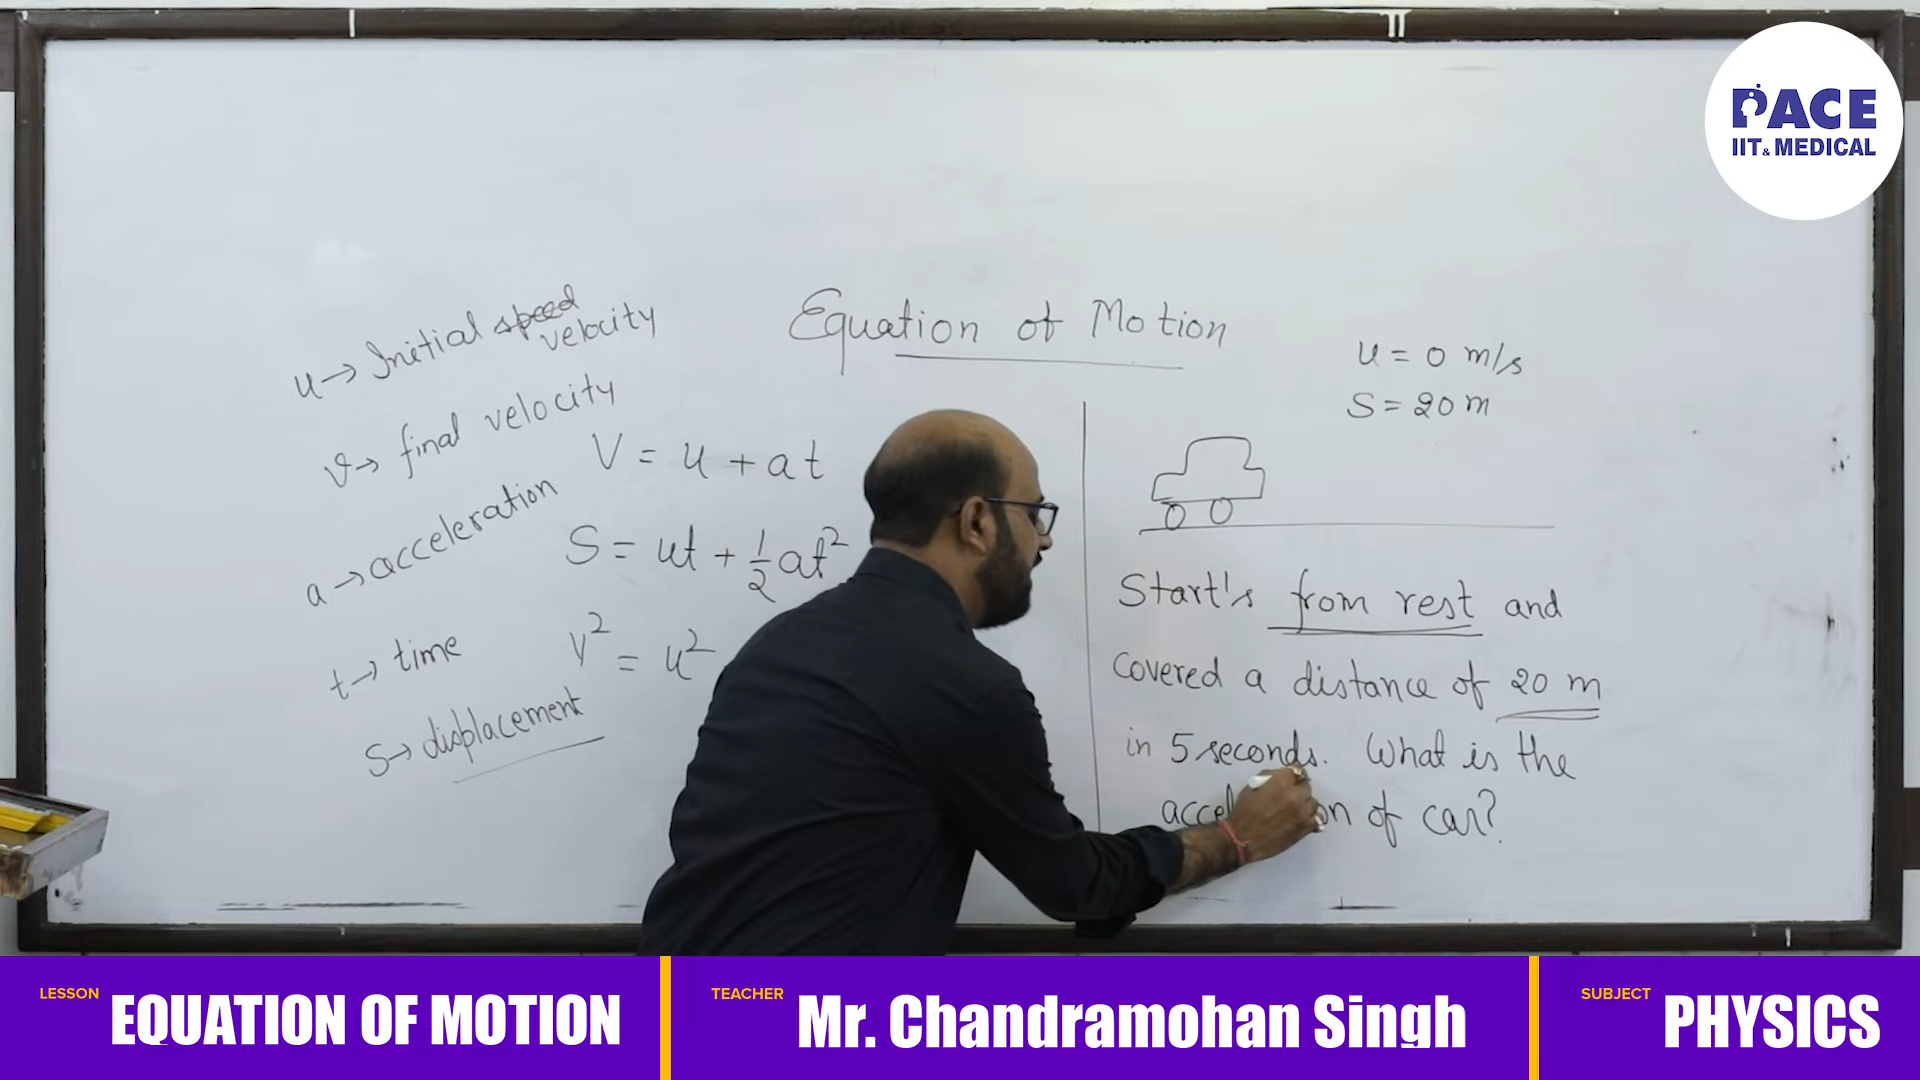 PACE
IIT & MEDICAL
Equation of Motion
u → Initial speed velocity
v → final velocity
a → acceleration
t → time
S → displacement
V = u + at
S = ut + 1/2 at²
V² = u²
u = 0 m/s
S = 20 m
Start's from rest and
covered a distance of 20 m
in 5 seconds. What is the
of car?
LESSON
EQUATION OF MOTION
TEACHER
Mr. Chandramohan Singh
SUBJECT
PHYSICS